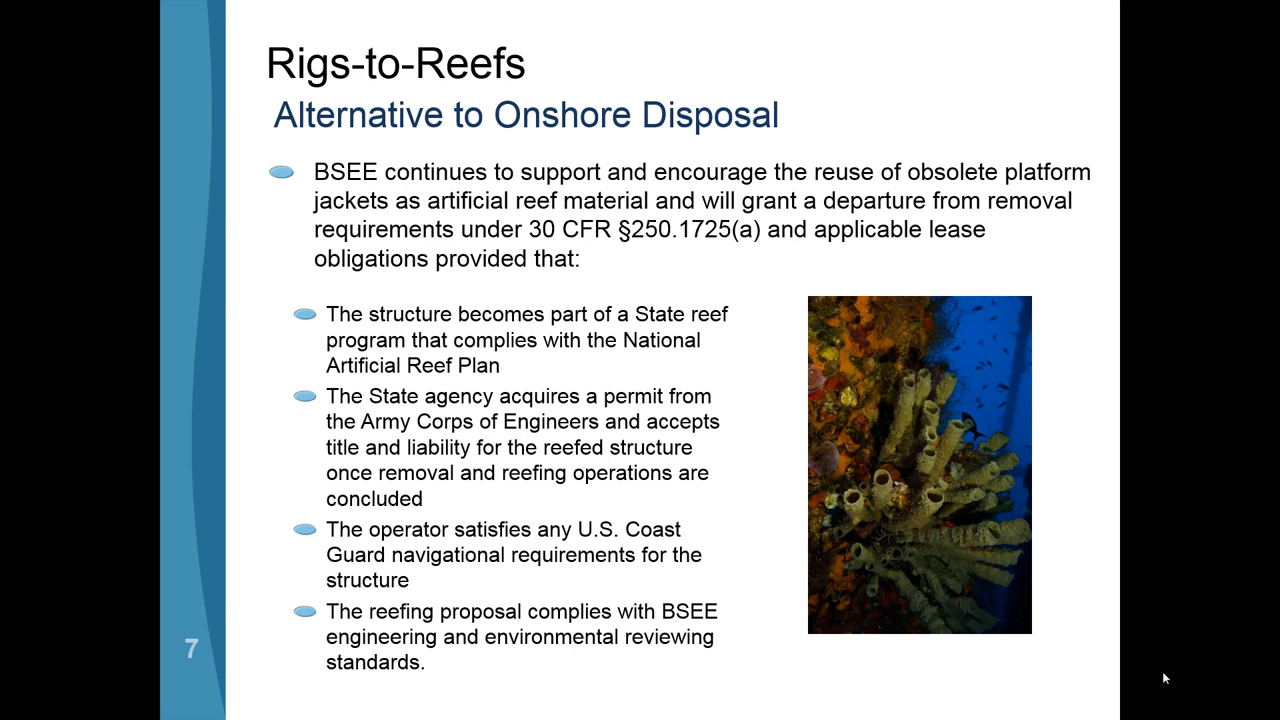 Rigs-to-Reefs
Alternative to Onshore Disposal
BSEE continues to support and encourage the reuse of obsolete platform
jackets as artificial reef material and will grant a departure from removal
requirements under 30 CFR §250.1725(a) and applicable lease
obligations provided that:
The structure becomes part of a State reef
program that complies with the National
Artificial Reef Plan
The State agency acquires a permit from
the Army Corps of Engineers and accepts
title and liability for the reefed structure
once removal and reefing operations are
concluded
The operator satisfies any U.S. Coast
Guard navigational requirements for the
structure
The reefing proposal complies with BSEE
engineering and environmental reviewing
standards.
7